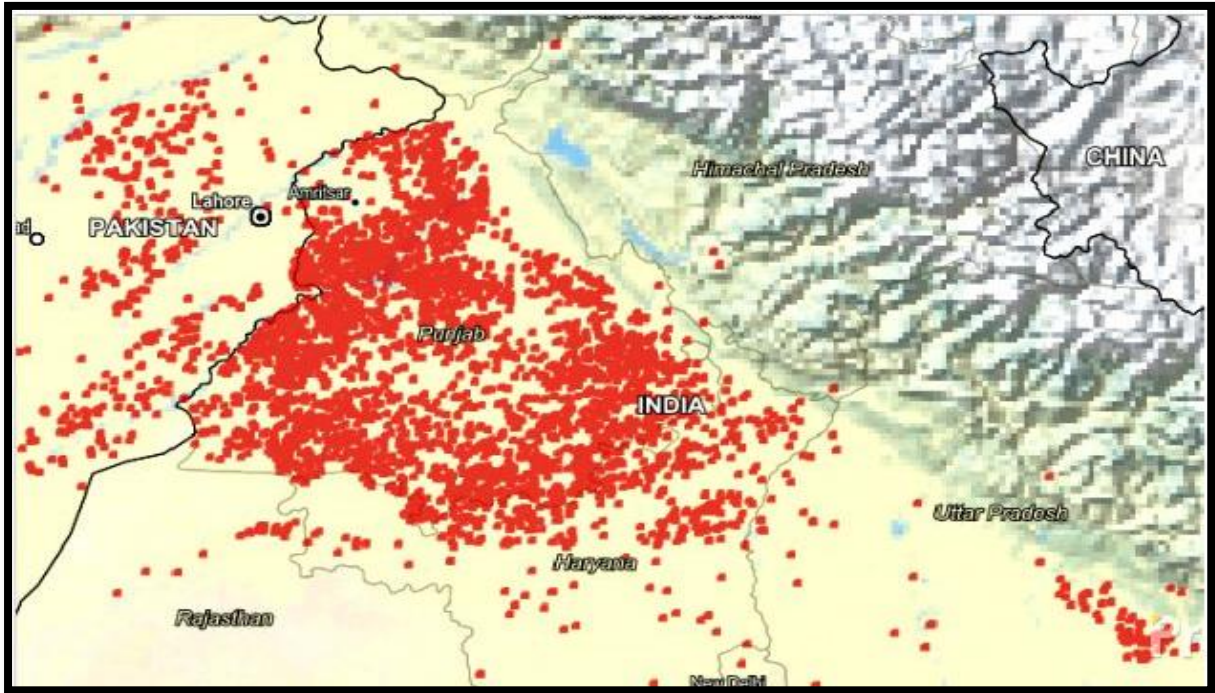 Himachal Pradesh
CHINA
Lahore
Amritsar
PAKISTAN
Punjab
INDIA
Uttar Pradesh
Haryana
Rajasthan
New Delhi